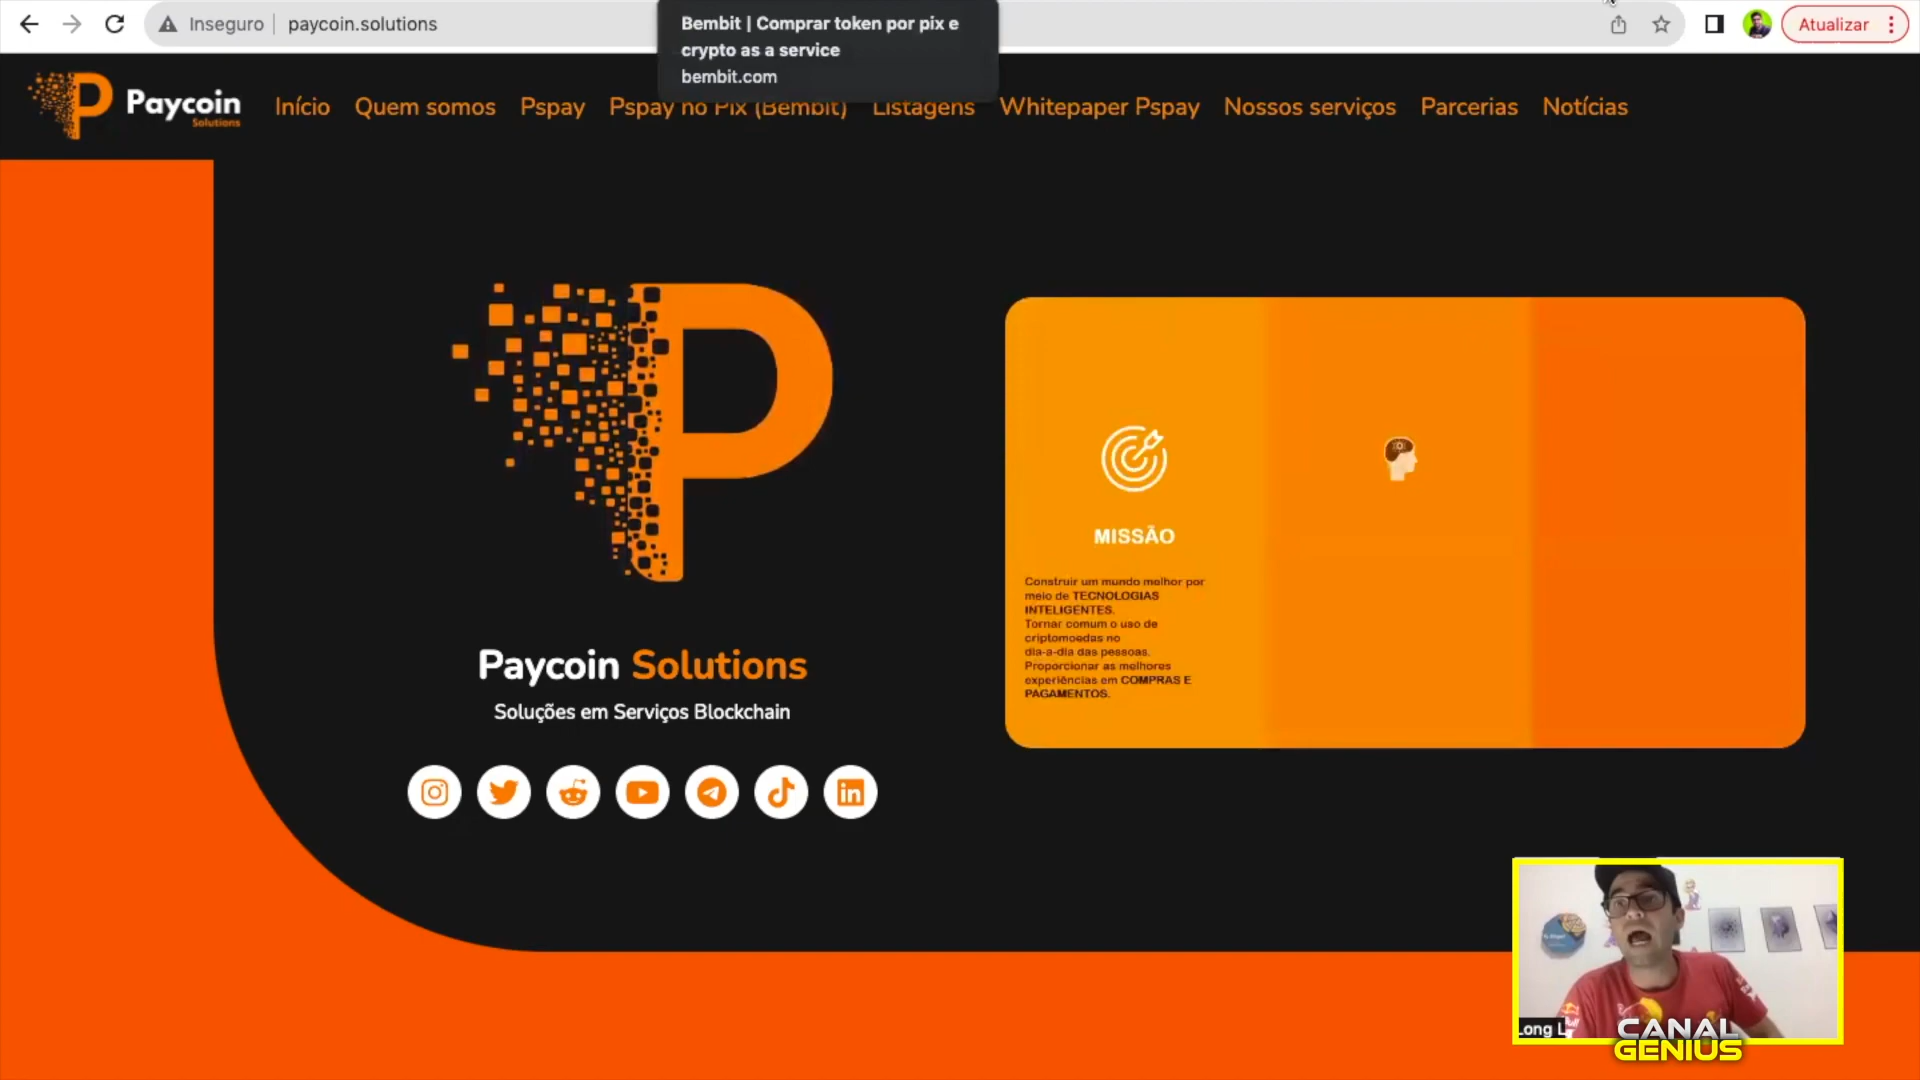 Inseguro
paycoin.solutions
Bembit | Comprar token por pix e
crypto as a service
bembit.com
Atualizar
Paycoin
Solutions
Início
Quem somos
Pspay
Pspay no Pix (Bembit)
Listagens
Whitepaper Pspay
Nossos serviços
Parcerias
Notícias
MISSÃO
Construir um mundo melhor por
meio de TECNOLOGIAS
INTELIGENTES.
Tornar comum o uso de
criptomoedas no
dia-a-dia das pessoas.
Proporcionar as melhores
experiências em COMPRAS E
PAGAMENTOS.
Paycoin Solutions
Soluções em Serviços Blockchain
Long L
CANAL
GENIUS